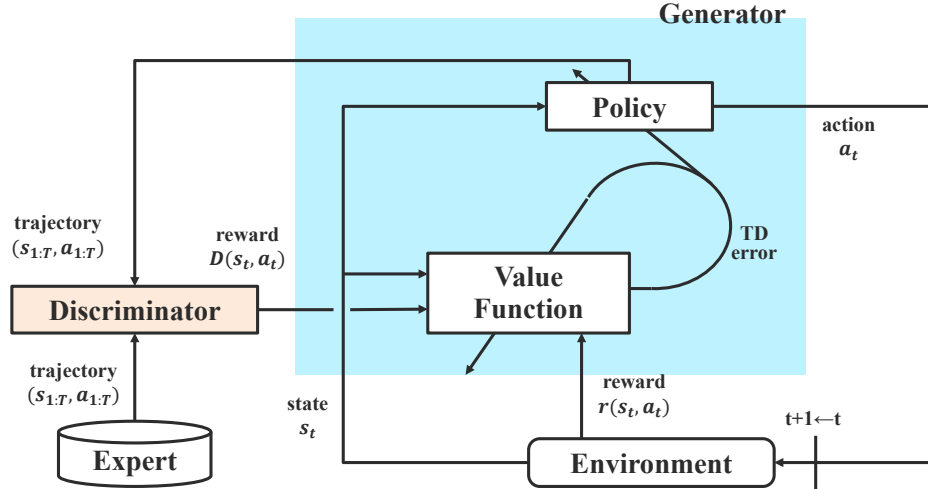 Generator
Policy
action
a_t
trajectory
(s_{1:T}, a_{1:T})
reward
D(s_t, a_t)
TD
error
Value
Function
Discriminator
trajectory
(s_{1:T}, a_{1:T})
reward
r(s_t, a_t)
state
s_t
t+1←t
Expert
Environment